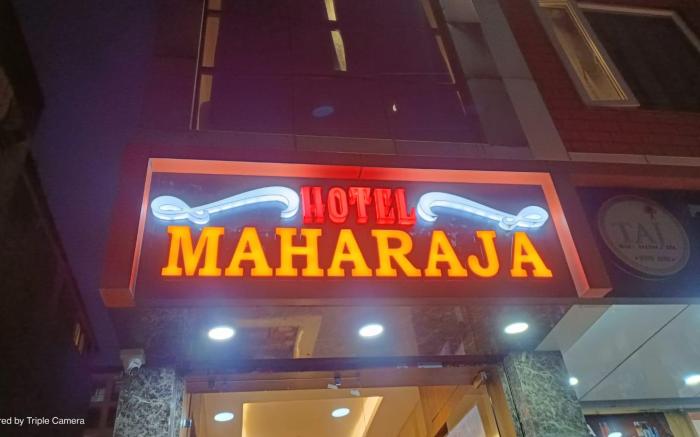 HOTEL
MAHARAJA
TAJ
red by Triple Camera